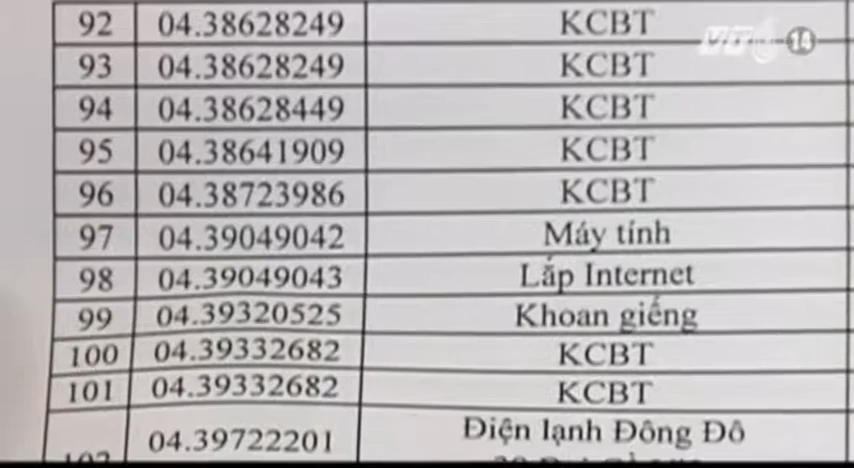 92 04.38628249 KCBT
93 04.38628249 KCBT
94 04.38628449 KCBT
95 04.38641909 KCBT
96 04.38723986 KCBT
97 04.39049042 Máy tính
98 04.39049043 Lắp Internet
99 04.39320525 Khoan giếng
100 04.39332682 KCBT
101 04.39332682 KCBT
04.39722201 Điện lạnh Đông Đô
14